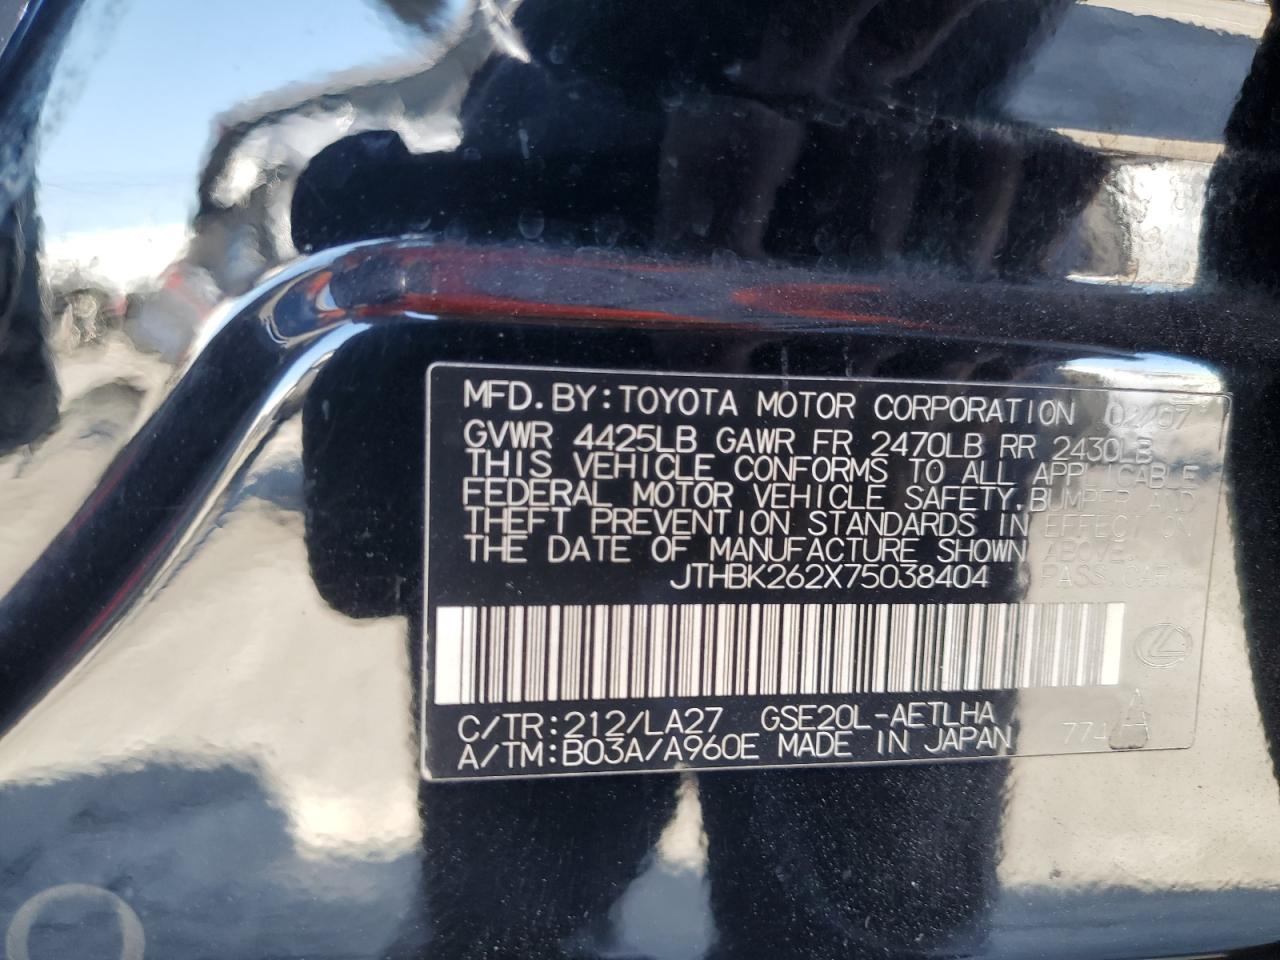 MFD. BY: TOYOTA MOTOR CORPORATION 02/07
GVWR 4425LB GAWR FR 2470LB RR 2430LB
THIS VEHICLE CONFORMS TO ALL APPLICABLE
FEDERAL MOTOR VEHICLE SAFETY, BUMPER AND
THEFT PREVENTION STANDARDS IN EFFECT ON
THE DATE OF MANUFACTURE SHOWN ABOVE.
JTHBK262X75038404 PASS. CAR
C/TR: 212/LA27 GSE20L-AETLHA
A/TM: B03A/A960E MADE IN JAPAN 774 A